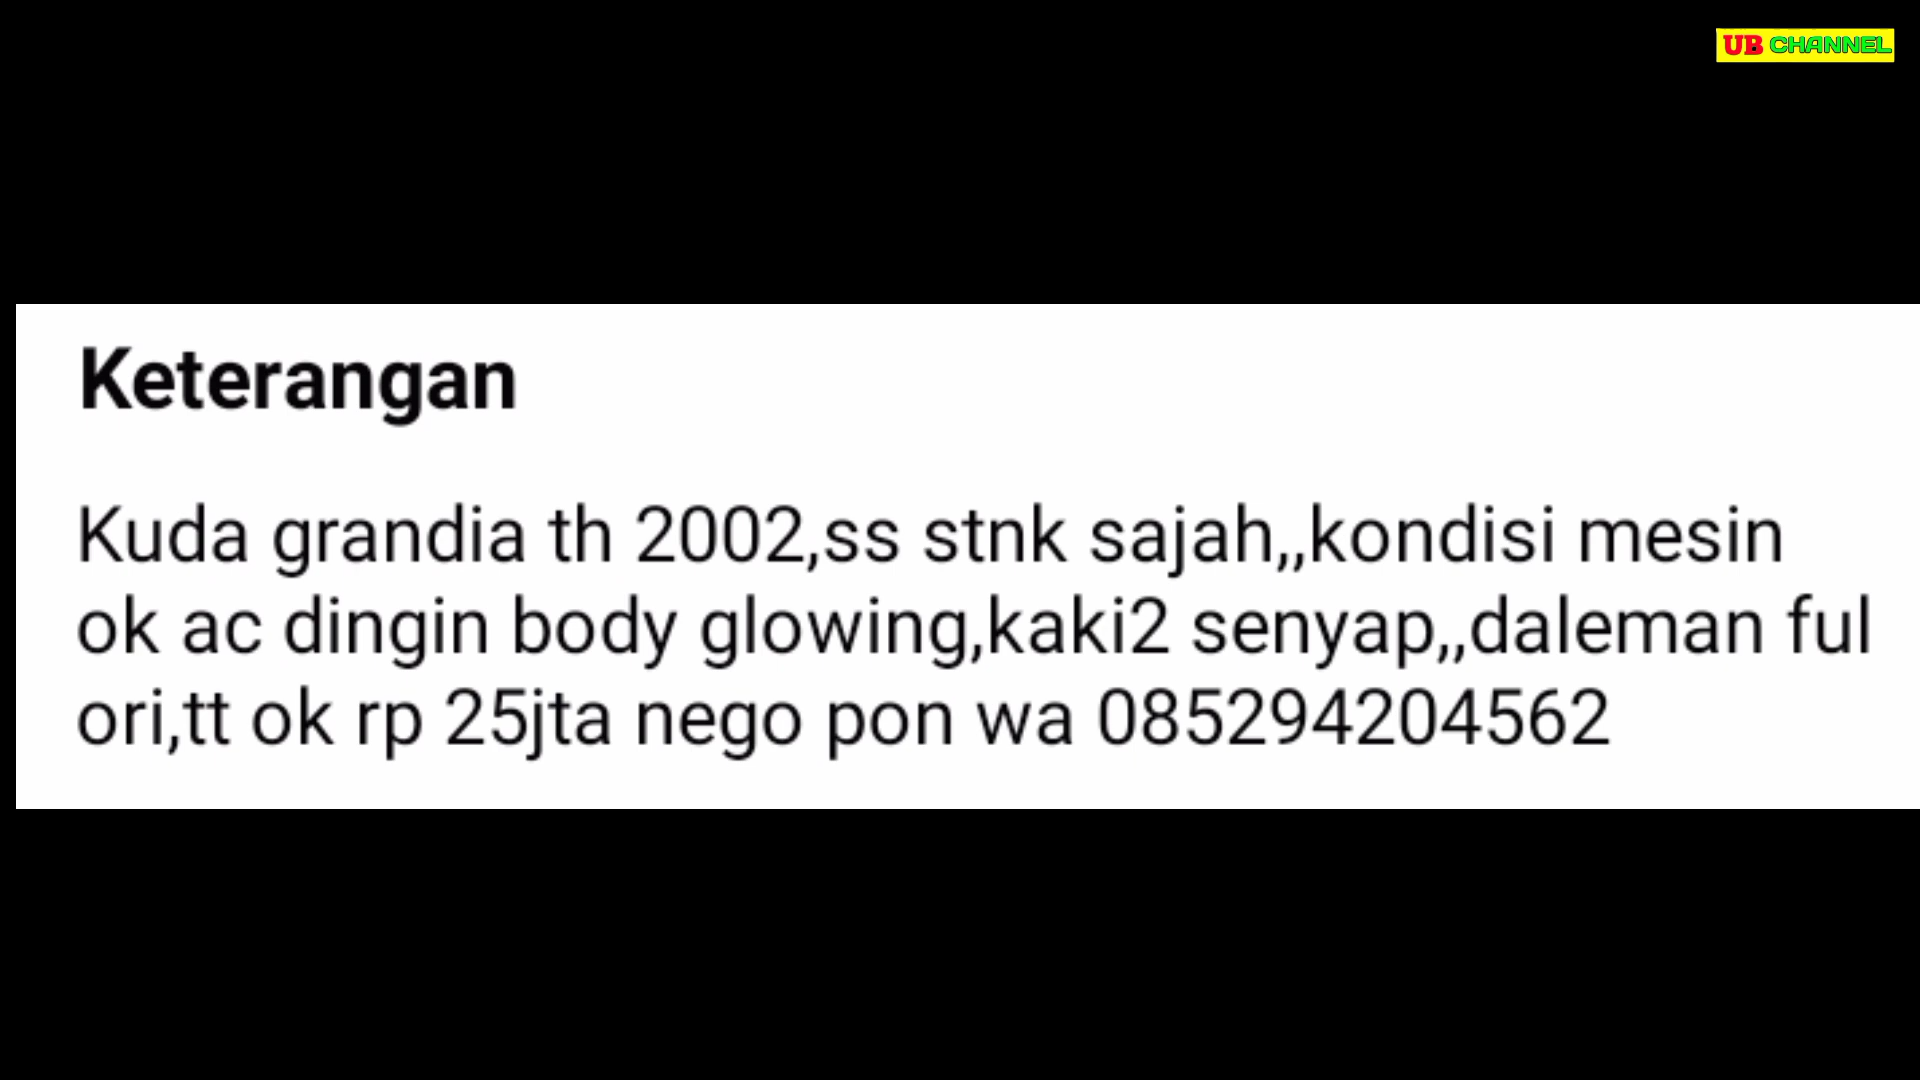 UB CHANNEL
Keterangan
Kuda grandia th 2002,ss stnk sajah,,kondisi mesin
ok ac dingin body glowing,kaki2 senyap,,daleman ful
ori,tt ok rp 25jta nego pon wa 085294204562